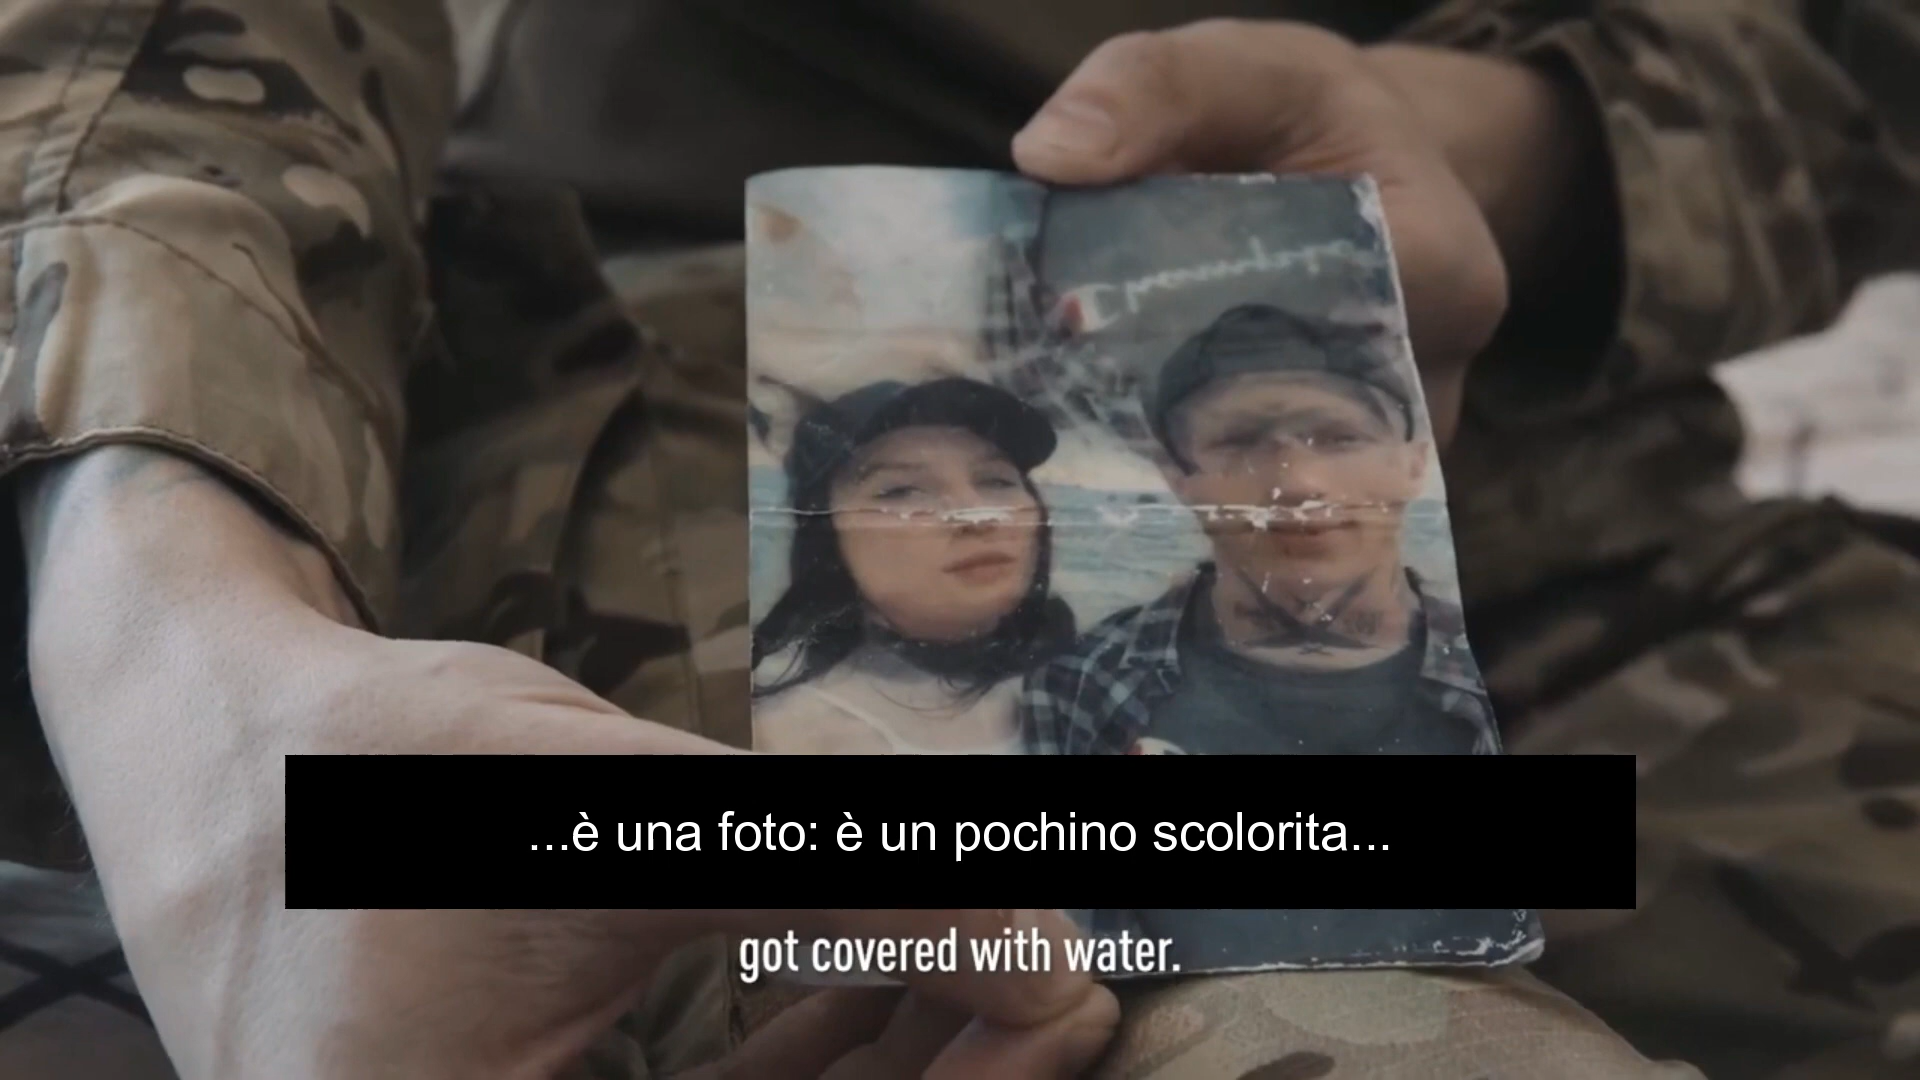 ...è una foto: è un pochino scolorita...
got covered with water.